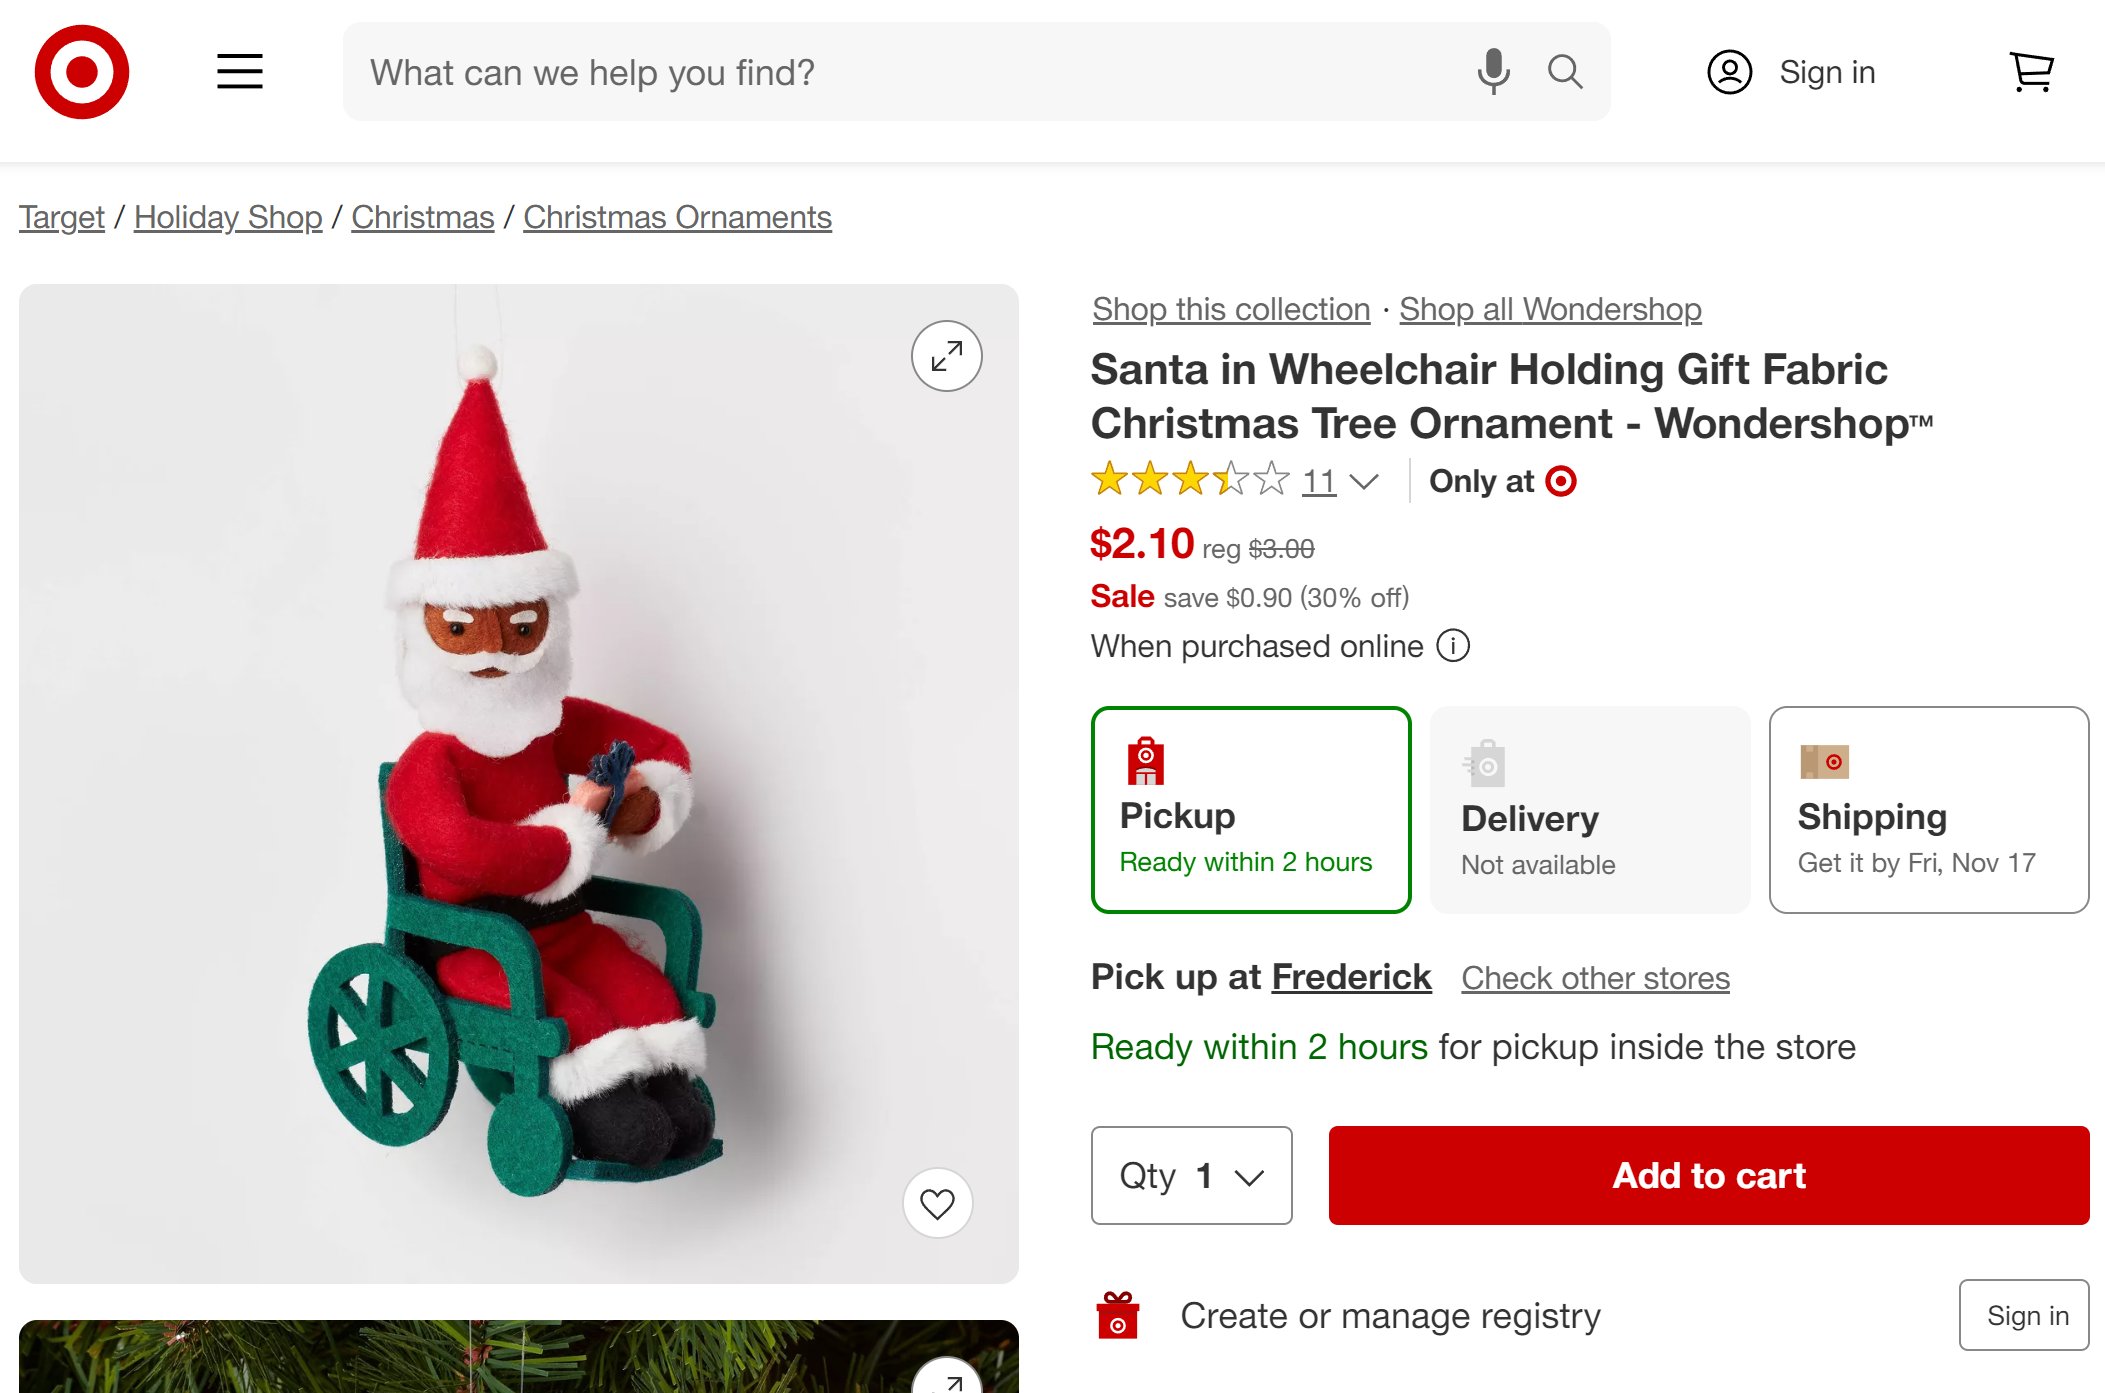 What can we help you find?
Sign in
Target / Holiday Shop / Christmas / Christmas Ornaments
Shop this collection · Shop all Wondershop
Santa in Wheelchair Holding Gift Fabric
Christmas Tree Ornament - Wondershop™
11 Only at
$2.10 reg $3.00
Sale save $0.90 (30% off)
When purchased online
Pickup
Ready within 2 hours
Delivery
Not available
Shipping
Get it by Fri, Nov 17
Pick up at Frederick Check other stores
Ready within 2 hours for pickup inside the store
Qty 1
Add to cart
Create or manage registry
Sign in